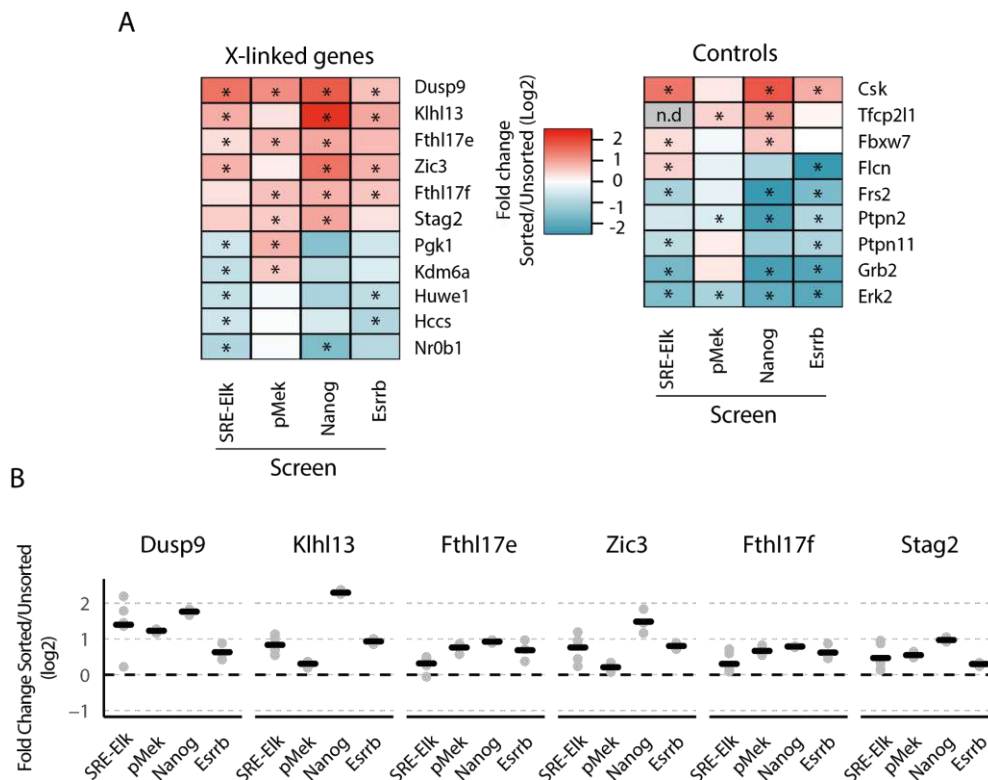 A
X-linked genes
Dusp9
Klhl13
Fthl17e
Zic3
Fthl17f
Stag2
Pgk1
Kdm6a
Huwe1
Hccs
Nr0b1
* * * *
* * *
* * *
* * *
* * *
* *
* *
* *
* *
* *
* *
SRE-Elk
pMek
Nanog
Esrrb
Screen
Fold change
Sorted/Unsorted (Log2)
2
1
0
-1
-2
Controls
Csk
Tfcp2l1
Fbxw7
Flcn
Frs2
Ptpn2
Ptpn11
Grb2
Erk2
* * *
n.d * *
* *
* *
* * *
* * *
* *
* * *
* * * *
SRE-Elk
pMek
Nanog
Esrrb
Screen
B
Fold Change Sorted/Unsorted
(log2)
2
1
0
−1
Dusp9
Klhl13
Fthl17e
Zic3
Fthl17f
Stag2
SRE-Elk
pMek
Nanog
Esrrb
SRE-Elk
pMek
Nanog
Esrrb
SRE-Elk
pMek
Nanog
Esrrb
SRE-Elk
pMek
Nanog
Esrrb
SRE-Elk
pMek
Nanog
Esrrb
SRE-Elk
pMek
Nanog
Esrrb